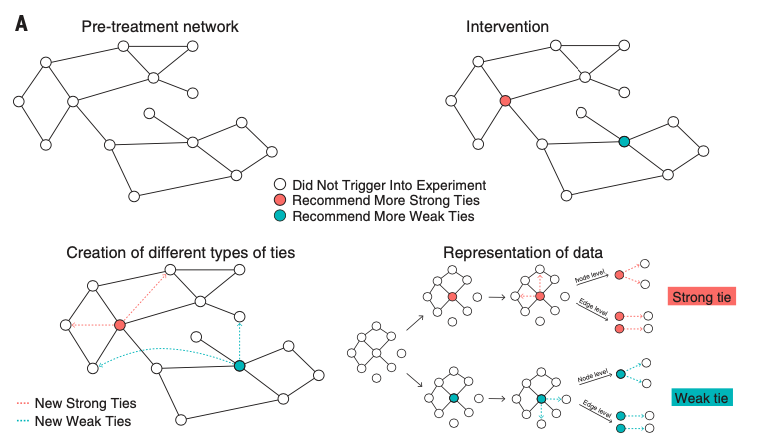 A
Pre-treatment network
Intervention
Did Not Trigger Into Experiment
Recommend More Strong Ties
Recommend More Weak Ties
Creation of different types of ties
Representation of data
Node level
Edge level
Strong tie
Node level
Edge level
Weak tie
New Strong Ties
New Weak Ties